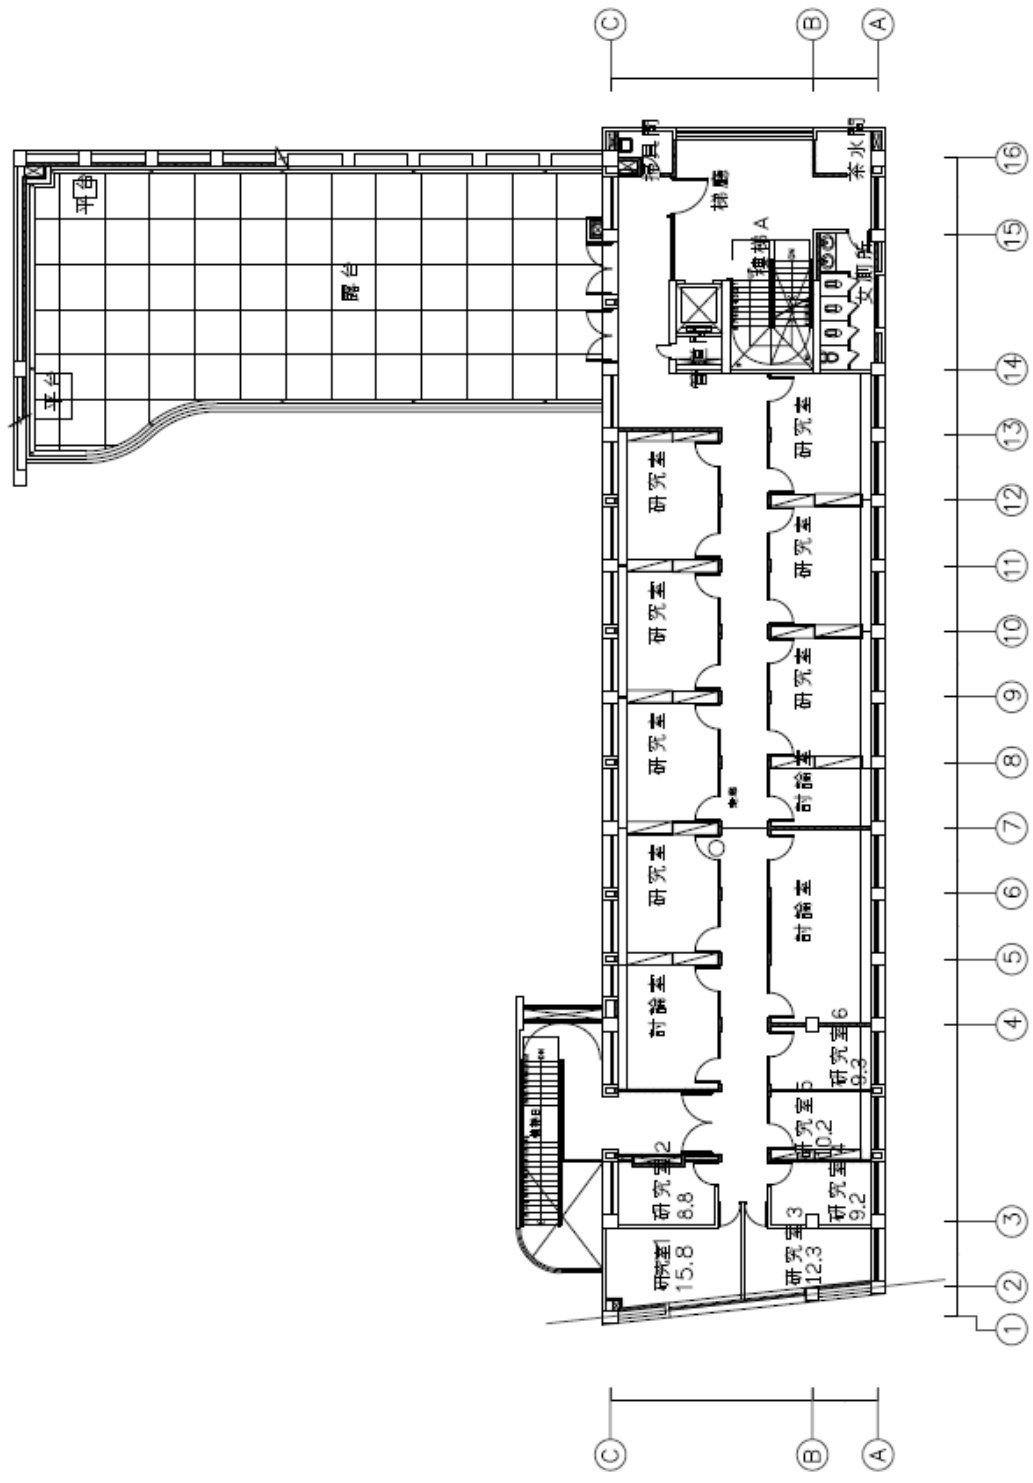 C
B
A
16
15
14
13
12
11
10
9
8
7
6
5
4
3
2
1
平台
露台
平台
茶水間
梯廳
樓梯A
DN
女廁所
研究室
研究室
研究室
研究室
研究室
研究室
討論室
研究室
討論室
討論室
研究室6
9.3
研究室5
10.2
研究室4
9.2
研究室2
8.8
研究室1
15.8
研究室3
12.3
樓梯B
DN
C
B
A